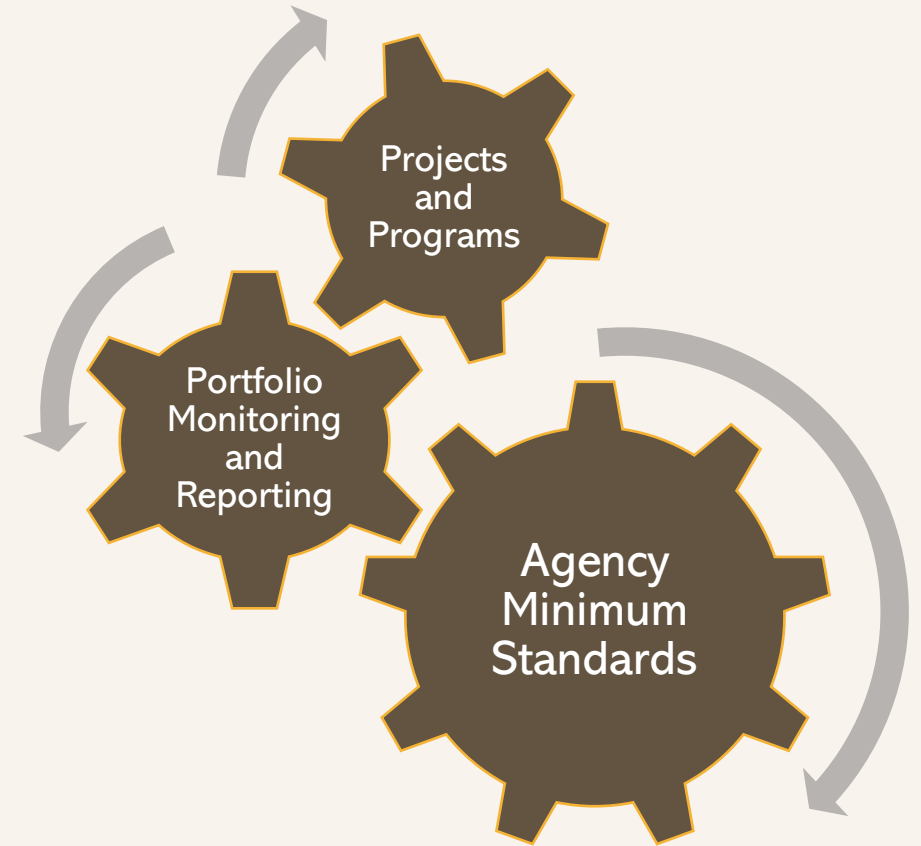 Projects
and
Programs
Portfolio
Monitoring
and
Reporting
Agency
Minimum
Standards